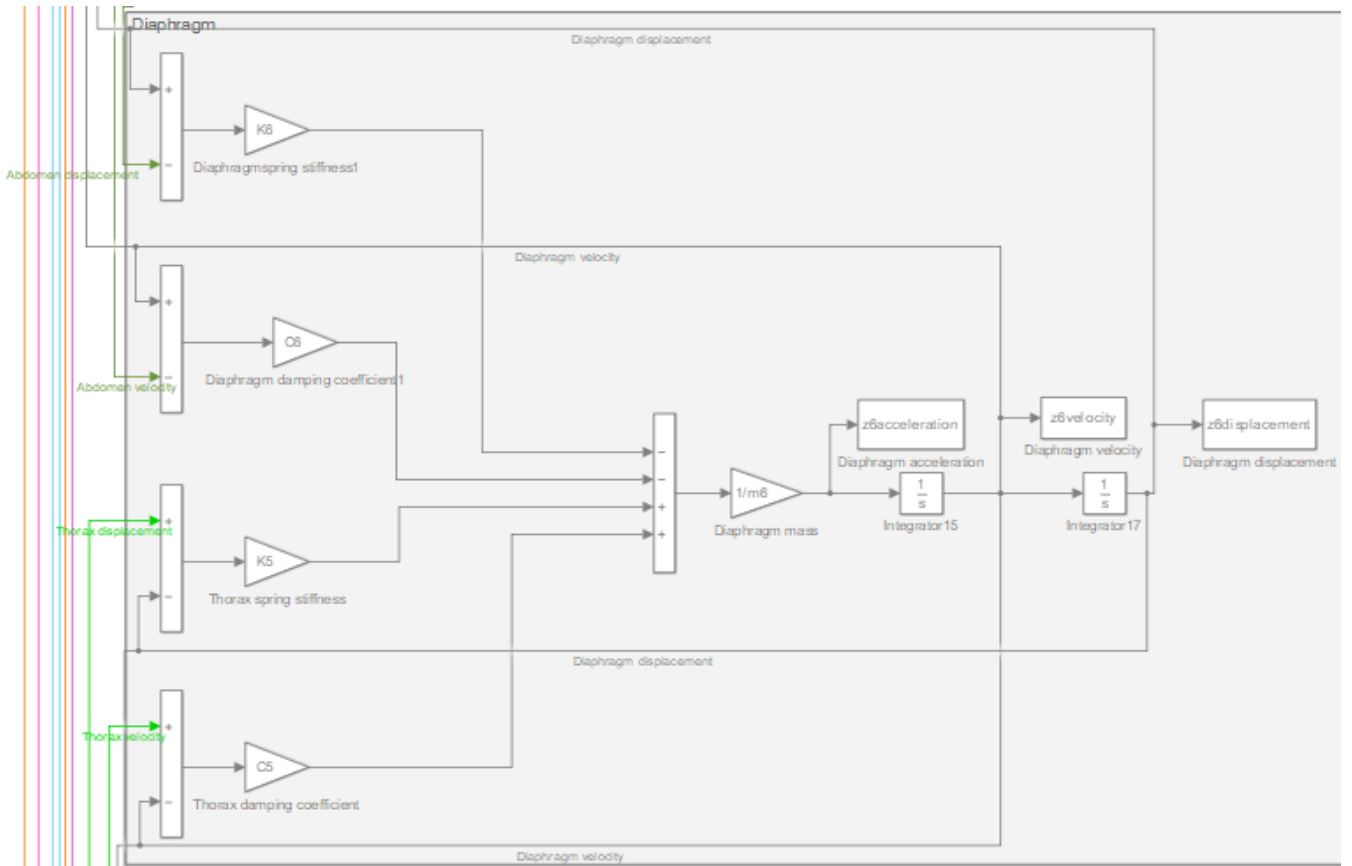 Diaphragm
Diaphragm displacement
+
K6
Diaphragmspring stiffness1
−
Abdomen displacement
Diaphragm velocity
+
C6
Diaphragm damping coefficient1
−
Abdomen velocity
z6acceleration
z6velocity
z6displacement
Diaphragm acceleration
Diaphragm velocity
Diaphragm displacement
−
−
+
+
1/m6
Diaphragm mass
1
s
Integrator15
1
s
Integrator17
+
Thorax displacement
K5
Thorax spring stiffness
−
Diaphragm displacement
+
Thorax velocity
C5
Thorax damping coefficient
−
Diaphragm velocity